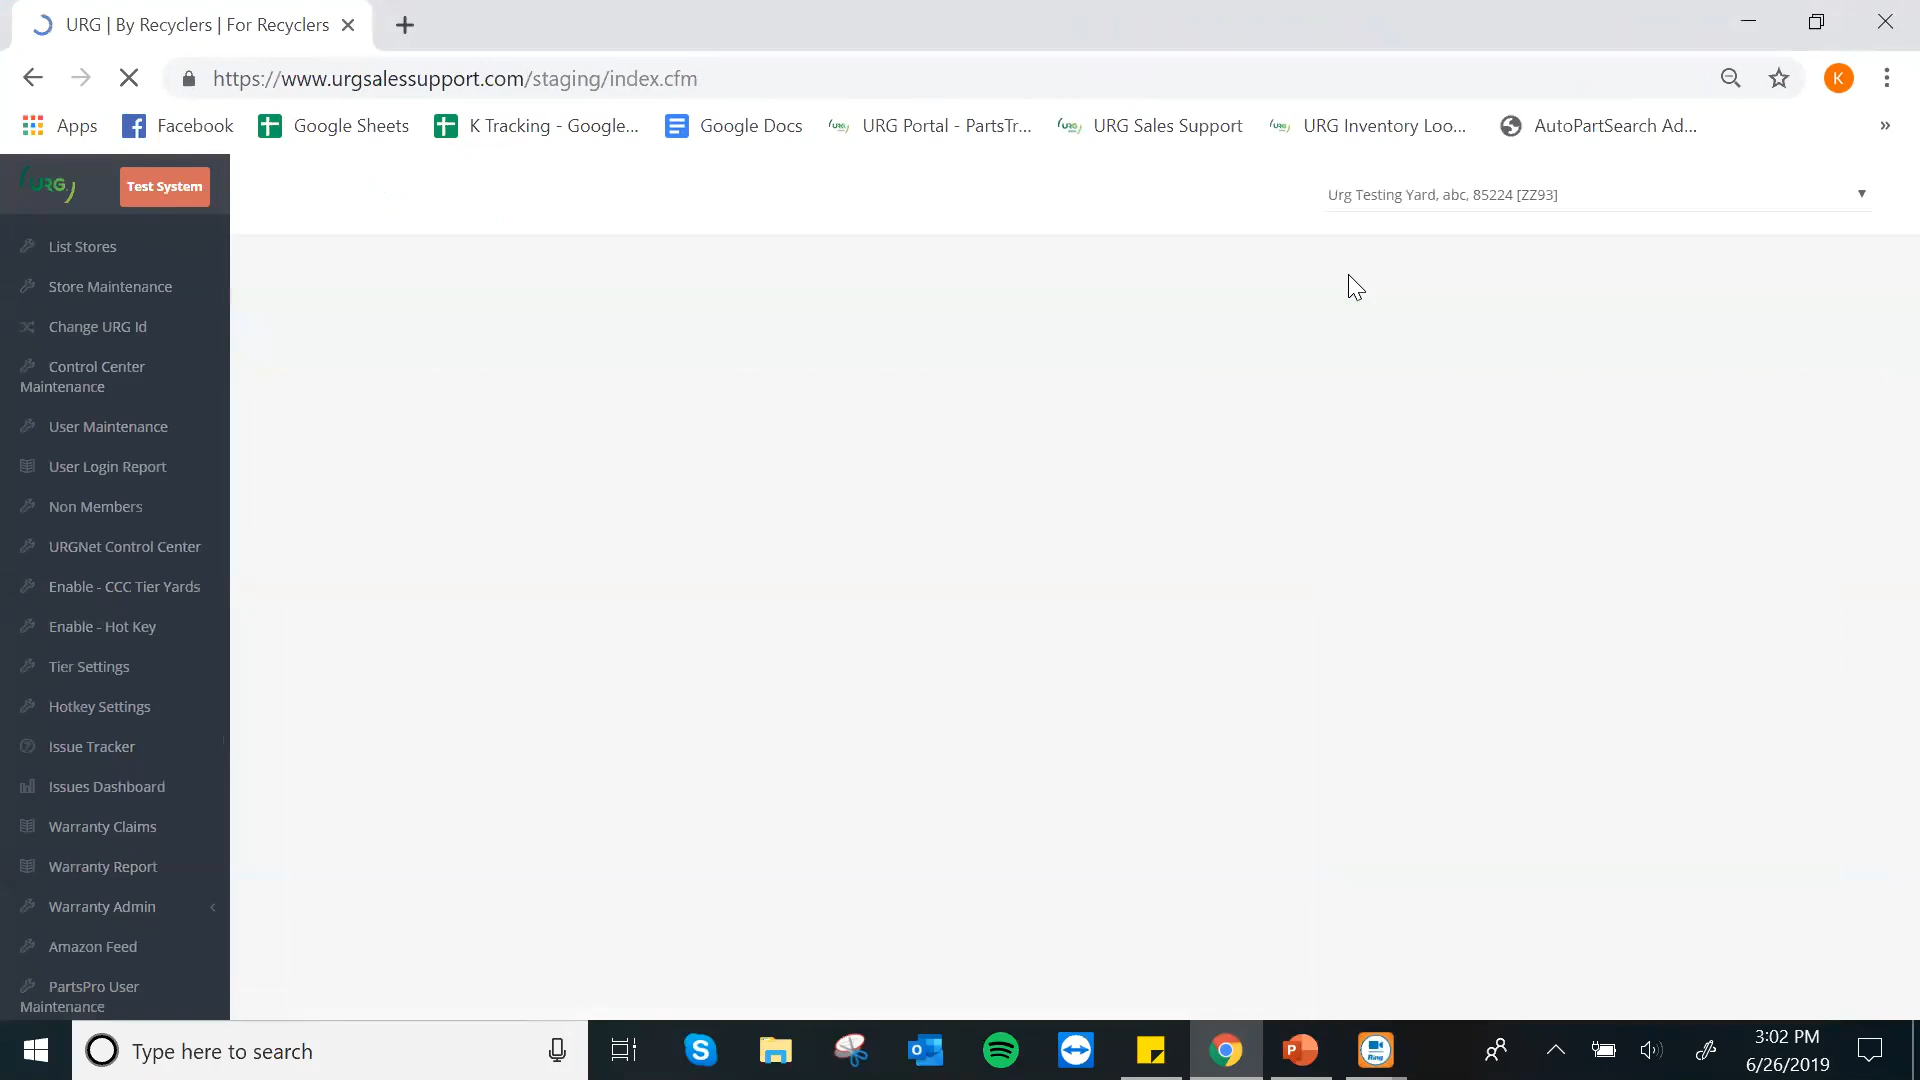 URG | By Recyclers | For Recyclers
https://www.urgsalessupport.com/staging/index.cfm
K
Apps Facebook Google Sheets K Tracking - Google... Google Docs URG Portal - PartsTr... URG Sales Support URG Inventory Loo... AutoPartSearch Ad... »
URG Test System
Urg Testing Yard, abc, 85224 [ZZ93]
List Stores
Store Maintenance
Change URG Id
Control Center
Maintenance
User Maintenance
User Login Report
Non Members
URGNet Control Center
Enable - CCC Tier Yards
Enable - Hot Key
Tier Settings
Hotkey Settings
Issue Tracker
Issues Dashboard
Warranty Claims
Warranty Report
Warranty Admin
Amazon Feed
PartsPro User
Maintenance
Type here to search
Ring
3:02 PM
6/26/2019